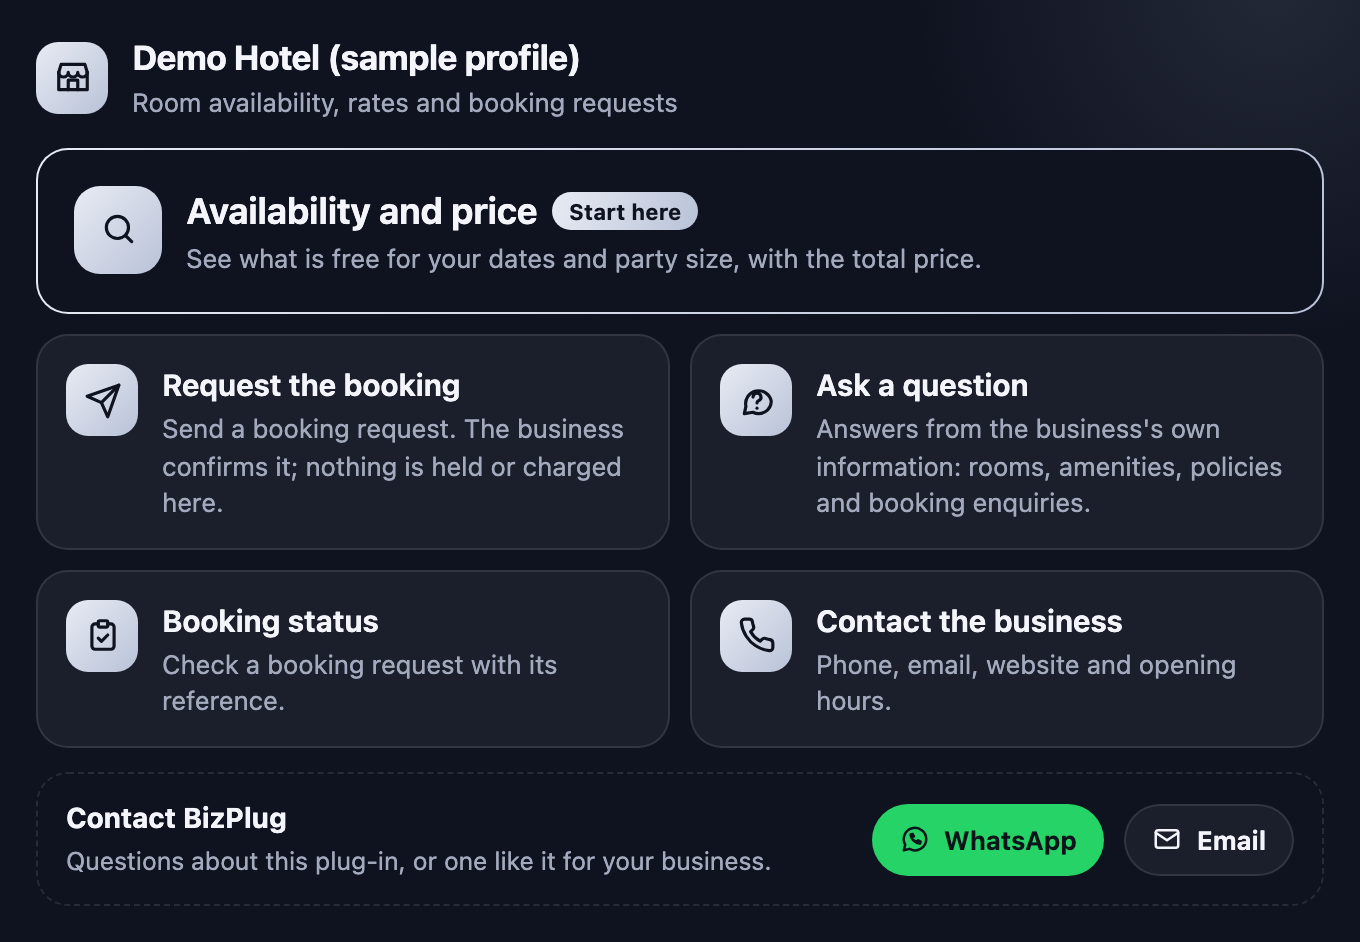 Demo Hotel (sample profile)
Room availability, rates and booking requests
Availability and price
Start here
See what is free for your dates and party size, with the total price.
Request the booking
Send a booking request. The business
confirms it; nothing is held or charged
here.
Ask a question
Answers from the business's own
information: rooms, amenities, policies
and booking enquiries.
Booking status
Check a booking request with its
reference.
Contact the business
Phone, email, website and opening
hours.
Contact BizPlug
Questions about this plug-in, or one like it for your business.
WhatsApp
Email